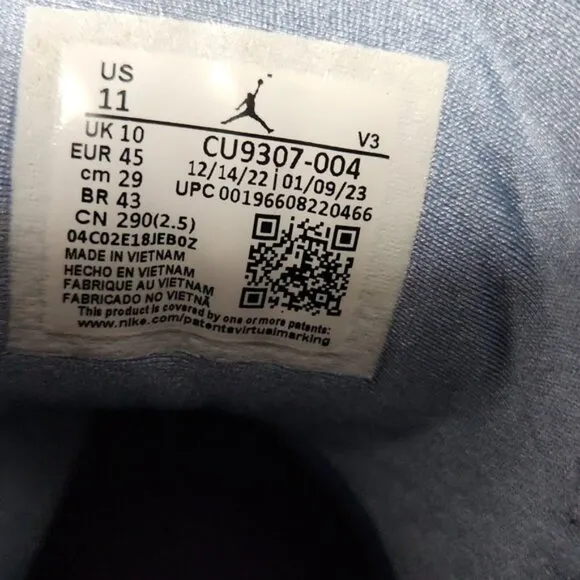 US
11
V3
UK 10
EUR 45
cm 29
BR 43
CN 290(2.5)
CU9307-004
12/14/22 | 01/09/23
UPC 00196608220466
04C02E18JEB0Z
MADE IN VIETNAM
HECHO EN VIETNAM
FABRIQUE AU VIETNAM
FABRICADO NO VIETNÃ
This product is covered by one or more patents:
www.nike.com/patentsvirtualmarking